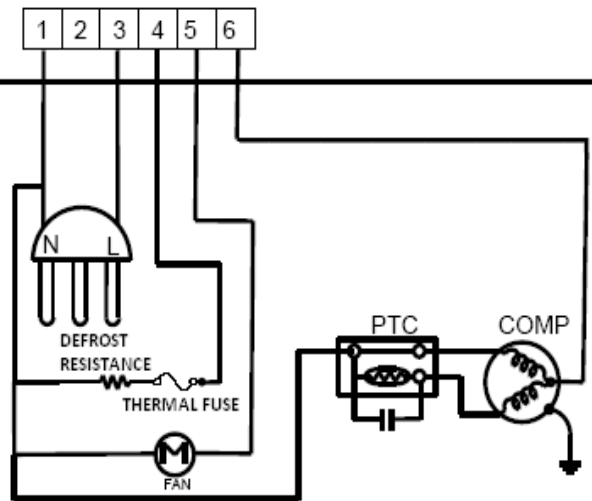 1 2 3 4 5 6
N L
DEFROST
RESISTANCE
THERMAL FUSE
M
FAN
PTC COMP